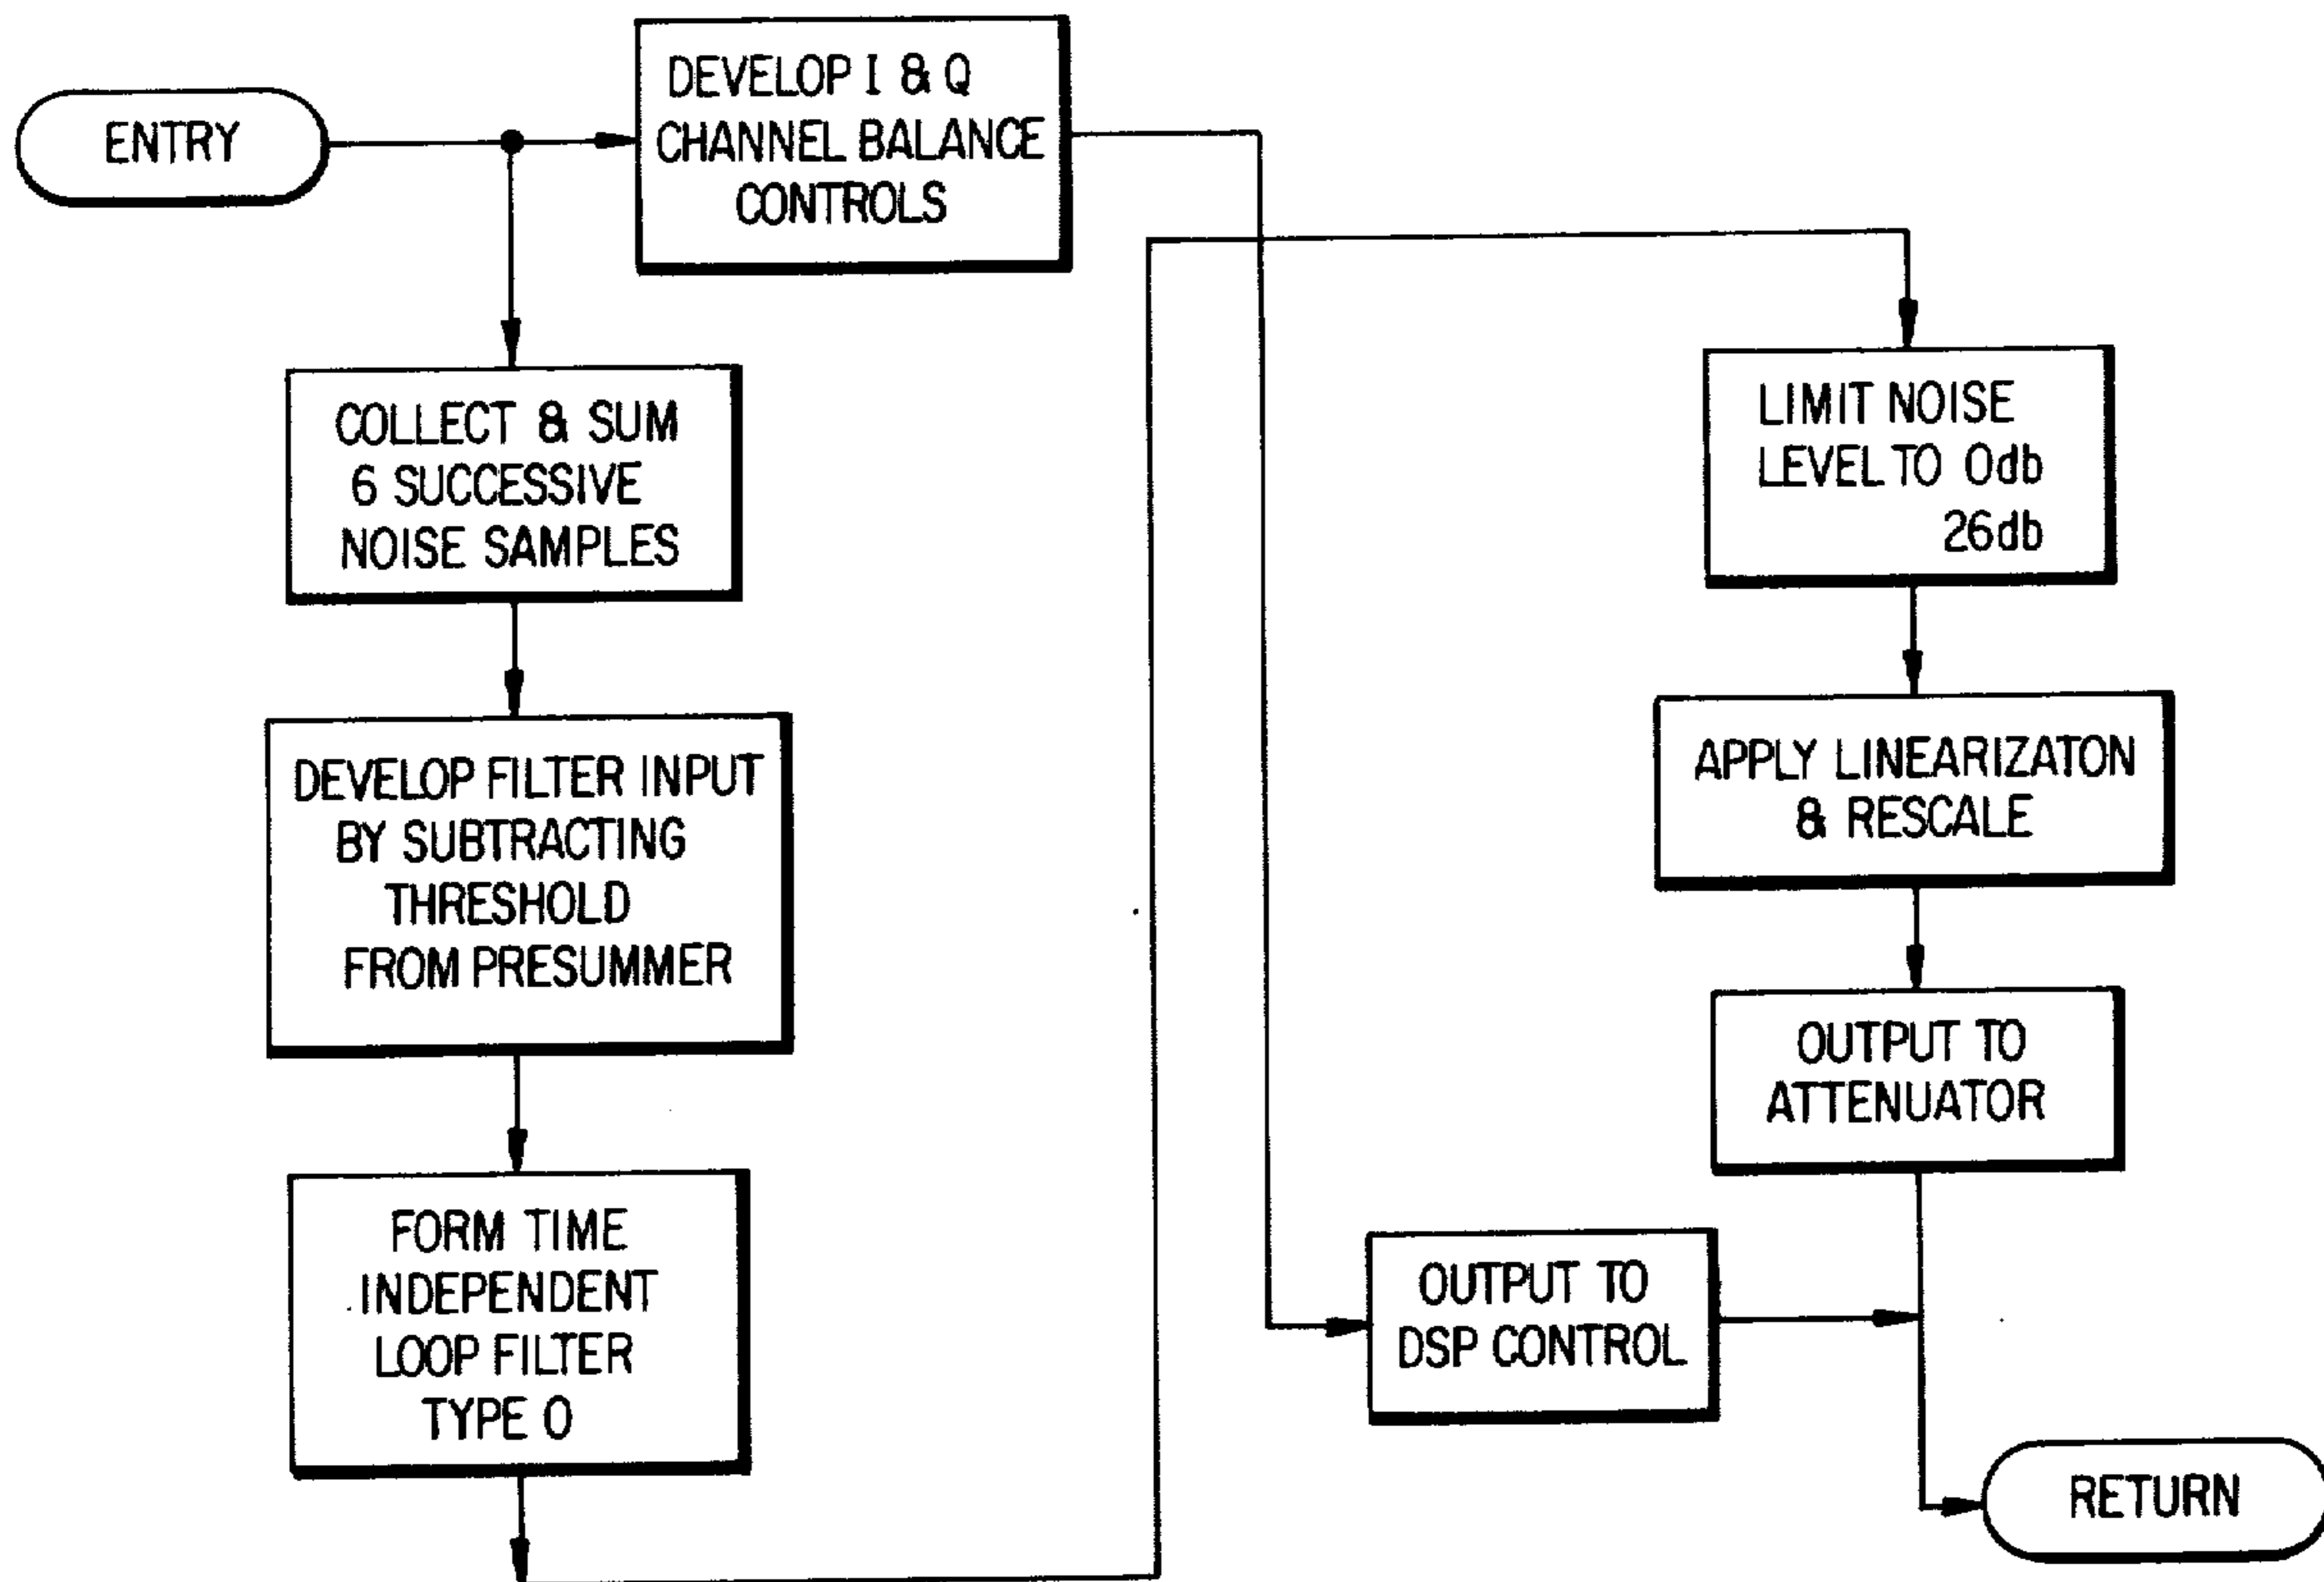 ENTRY
DEVELOP I & Q
CHANNEL BALANCE
CONTROLS
COLLECT & SUM
6 SUCCESSIVE
NOISE SAMPLES
DEVELOP FILTER INPUT
BY SUBTRACTING
THRESHOLD
FROM PRESUMMER
FORM TIME
INDEPENDENT
LOOP FILTER
TYPE 0
LIMIT NOISE
LEVEL TO 0db
26db
APPLY LINEARIZATON
& RESCALE
OUTPUT TO
ATTENUATOR
OUTPUT TO
DSP CONTROL
RETURN